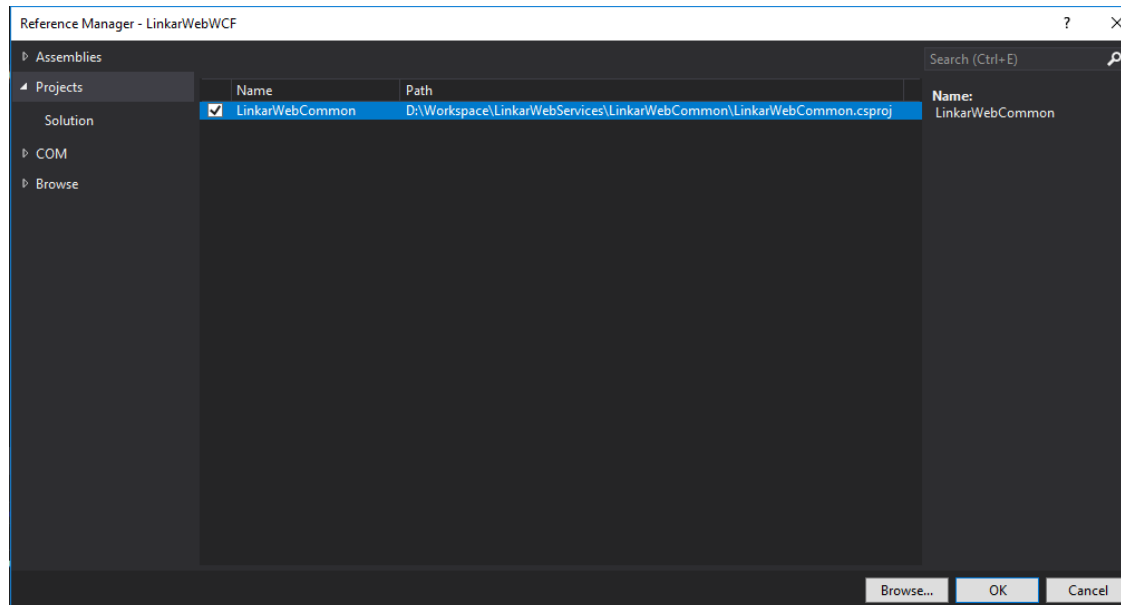 Reference Manager - LinkarWebWCF
?
Assemblies
Projects
Solution
COM
Browse
Name Path
LinkarWebCommon D:\Workspace\LinkarWebServices\LinkarWebCommon\LinkarWebCommon.csproj
Search (Ctrl+E)
Name:
LinkarWebCommon
Browse... OK Cancel